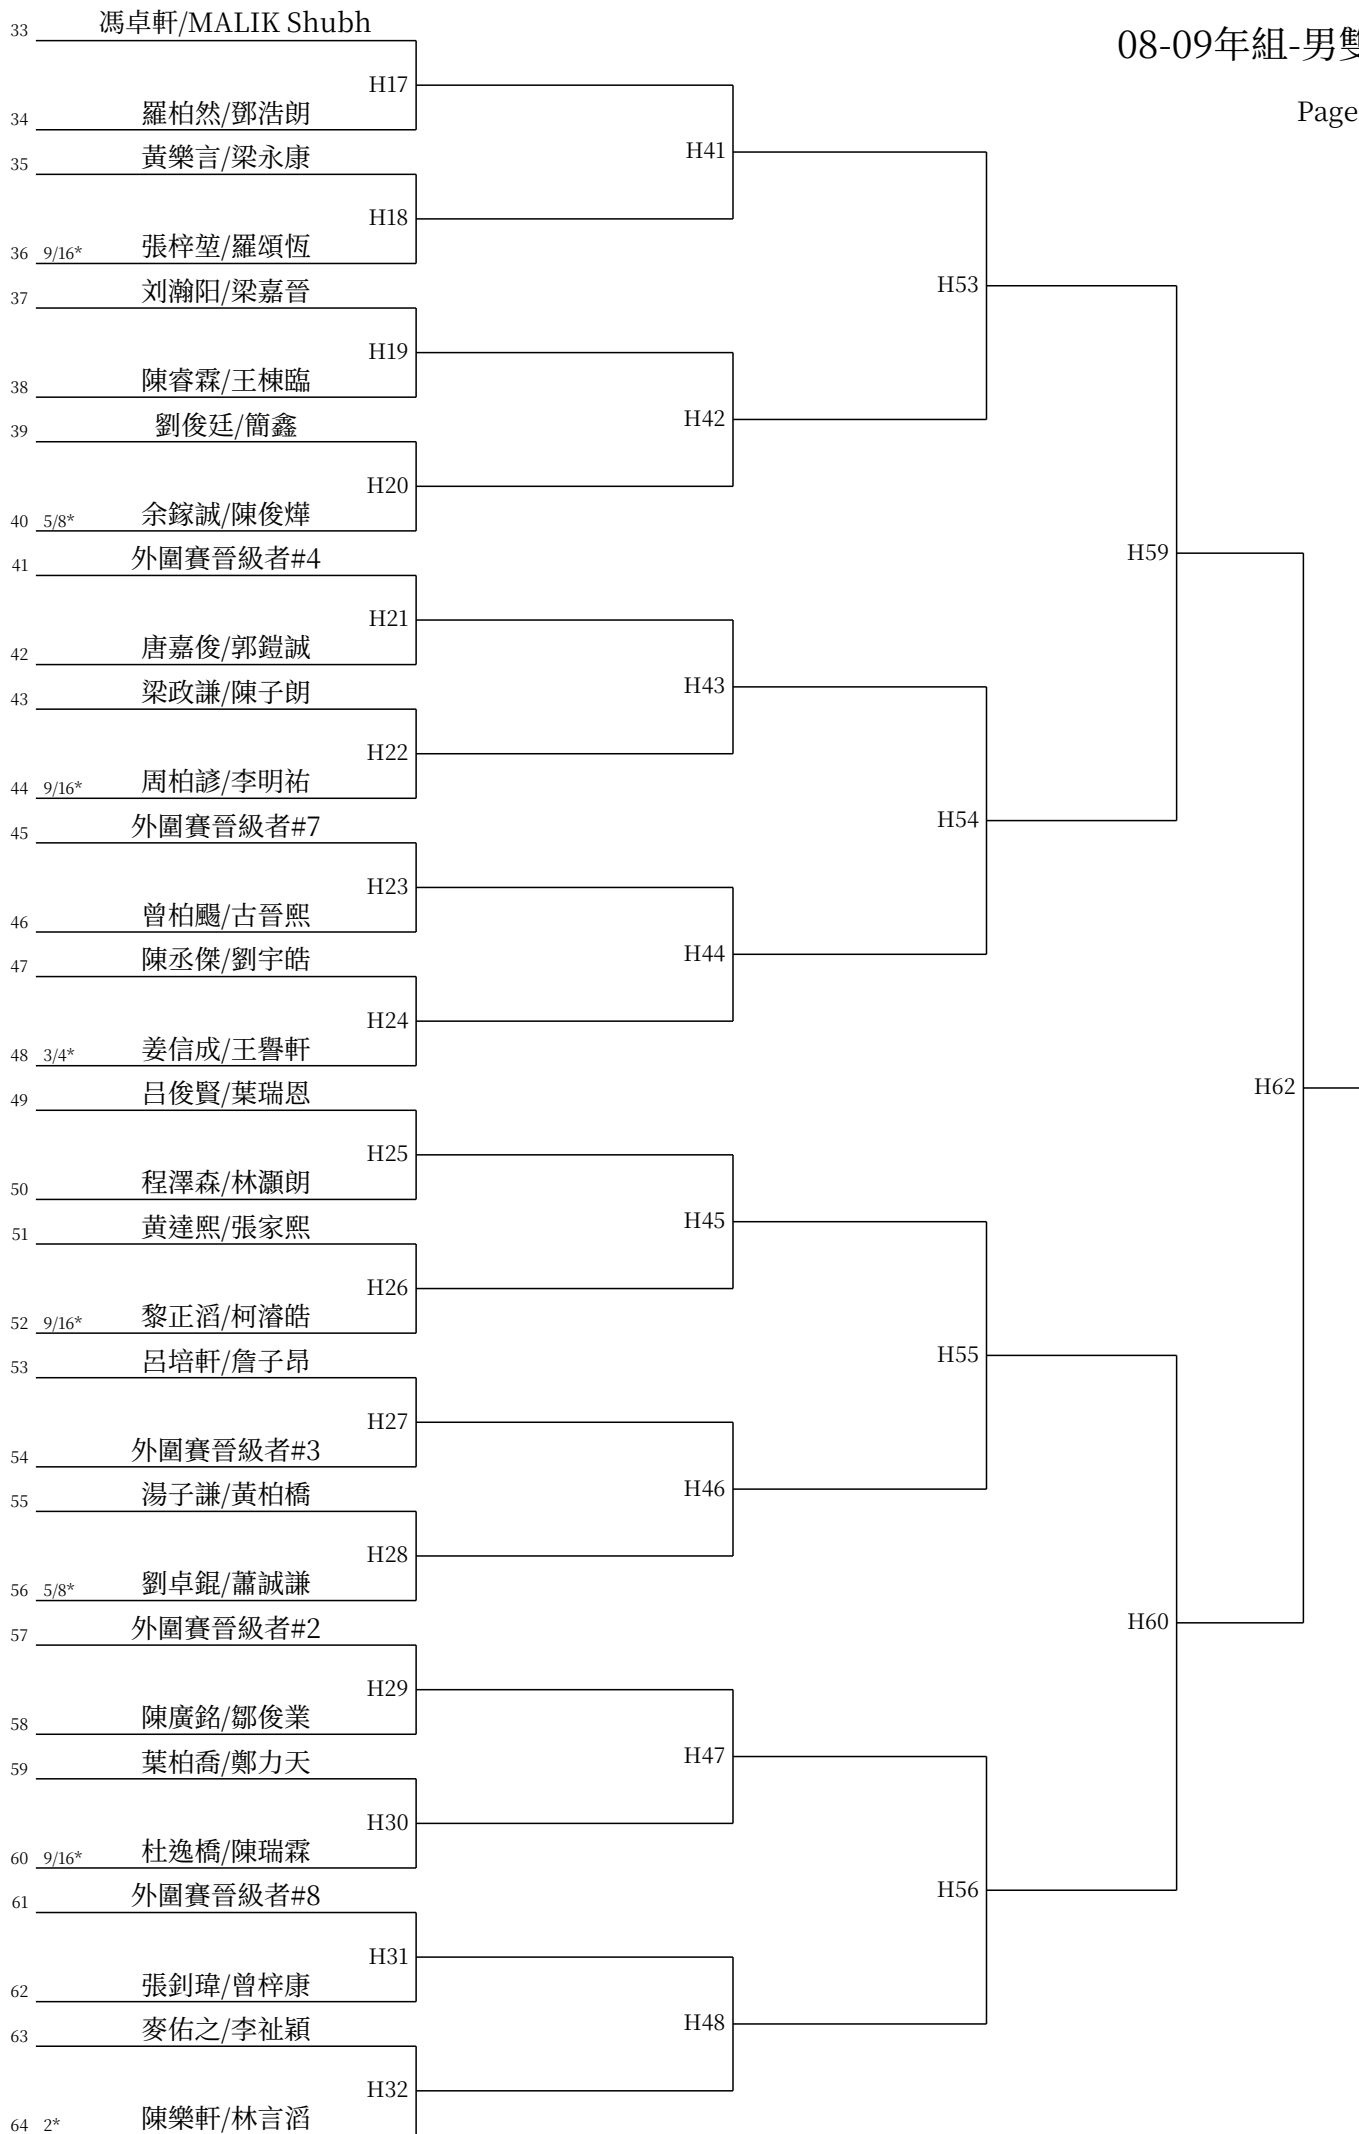 33 馮卓軒/MALIK Shubh
08-09年組-男雙
H17
Page
34 羅柏然/鄧浩朗
35 黃樂言/梁永康
H41
H18
36 9/16* 張梓堃/羅頌恆
37 刘瀚阳/梁嘉晉
H53
H19
38 陳睿霖/王棟臨
39 劉俊廷/簡鑫
H42
H20
40 5/8* 余鎵誠/陳俊燁
41 外圍賽晉級者#4
H59
H21
42 唐嘉俊/郭鎧誠
43 梁政謙/陳子朗
H43
H22
44 9/16* 周柏諺/李明祐
45 外圍賽晉級者#7
H54
H23
46 曾柏颺/古晉熙
47 陳丞傑/劉宇皓
H44
H24
48 3/4* 姜信成/王譽軒
49 呂俊賢/葉瑞恩
H62
H25
50 程澤森/林灝朗
51 黃達熙/張家熙
H45
H26
52 9/16* 黎正滔/柯濬皓
53 呂培軒/詹子昂
H55
H27
54 外圍賽晉級者#3
55 湯子謙/黃柏橋
H46
H28
56 5/8* 劉卓錕/蕭誠謙
57 外圍賽晉級者#2
H60
H29
58 陳廣銘/鄒俊業
59 葉柏喬/鄭力天
H47
H30
60 9/16* 杜逸橋/陳瑞霖
61 外圍賽晉級者#8
H56
H31
62 張釗瑋/曾梓康
63 麥佑之/李祉穎
H48
H32
64 2* 陳樂軒/林言滔